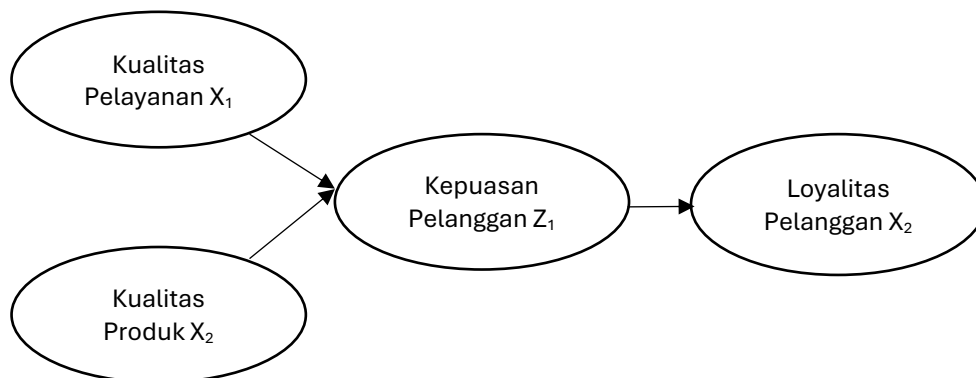 Kualitas
Pelayanan X₁
Kepuasan
Pelanggan Z₁
Loyalitas
Pelanggan X₂
Kualitas
Produk X₂